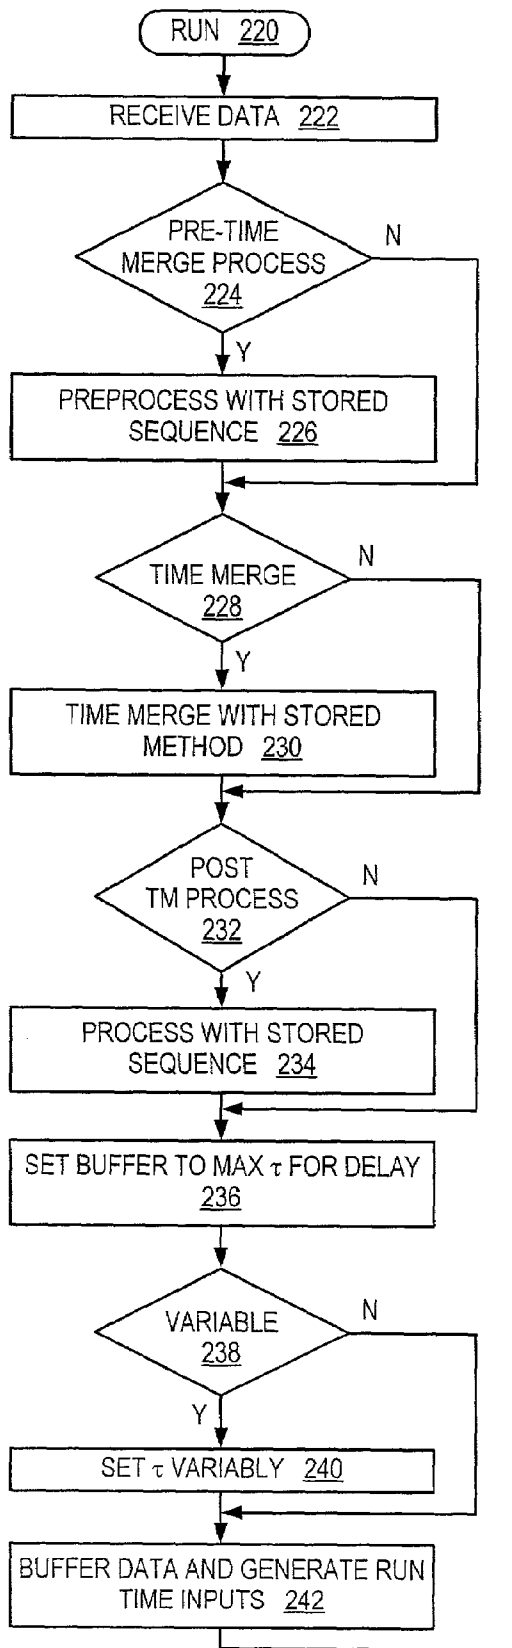 RUN 220
RECEIVE DATA 222
PRE-TIME
MERGE PROCESS
224
N
Y
PREPROCESS WITH STORED
SEQUENCE 226
N
TIME MERGE
228
Y
TIME MERGE WITH STORED
METHOD 230
POST
TM PROCESS
232
N
Y
PROCESS WITH STORED
SEQUENCE 234
SET BUFFER TO MAX τ FOR DELAY
236
N
VARIABLE
238
Y
SET τ VARIABLY 240
BUFFER DATA AND GENERATE RUN
TIME INPUTS 242